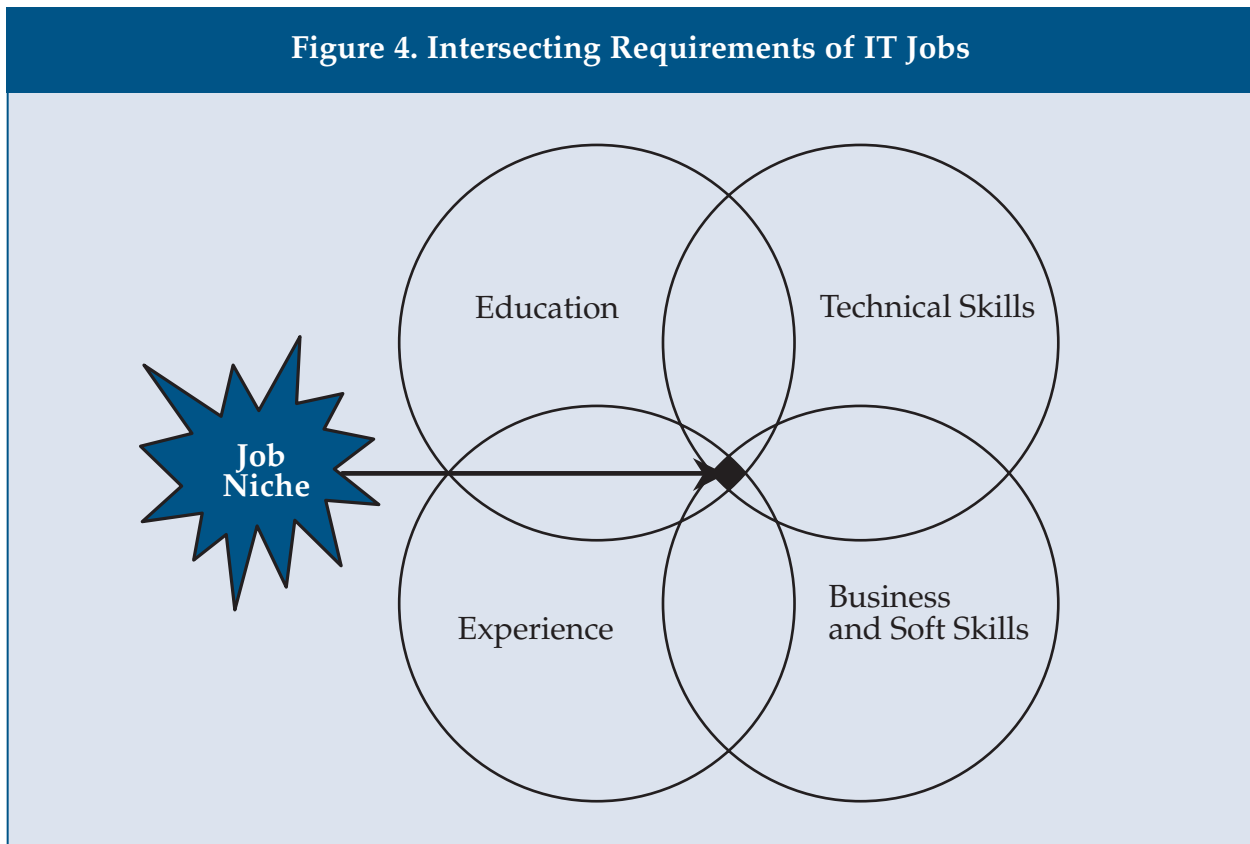 Figure 4. Intersecting Requirements of IT Jobs
Education
Technical Skills
Job
Niche
Experience
Business
and Soft Skills